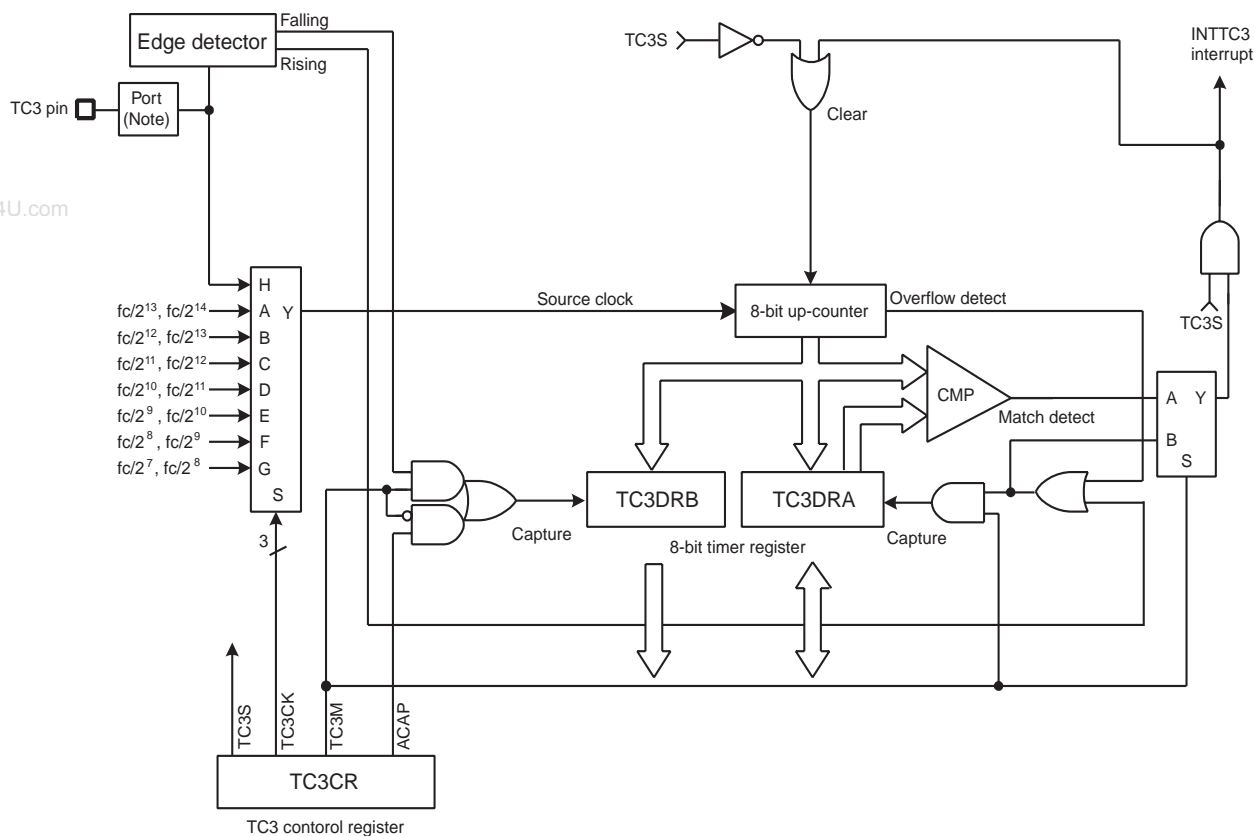 Falling
Edge detector
Rising
TC3 pin
Port
(Note)
TC3S
Clear
INTTC3
interrupt
4U.com
H
fc/2¹³, fc/2¹⁴ A Y
fc/2¹², fc/2¹³ B
fc/2¹¹, fc/2¹² C
fc/2¹⁰, fc/2¹¹ D
fc/2⁹, fc/2¹⁰ E
fc/2⁸, fc/2⁹ F
fc/2⁷, fc/2⁸ G
S
3
Source clock
8-bit up-counter
Overflow detect
TC3S
CMP
Match detect
A Y
B
S
TC3DRB
TC3DRA
Capture
Capture
8-bit timer register
TC3S
TC3CK
TC3M
ACAP
TC3CR
TC3 contorol register